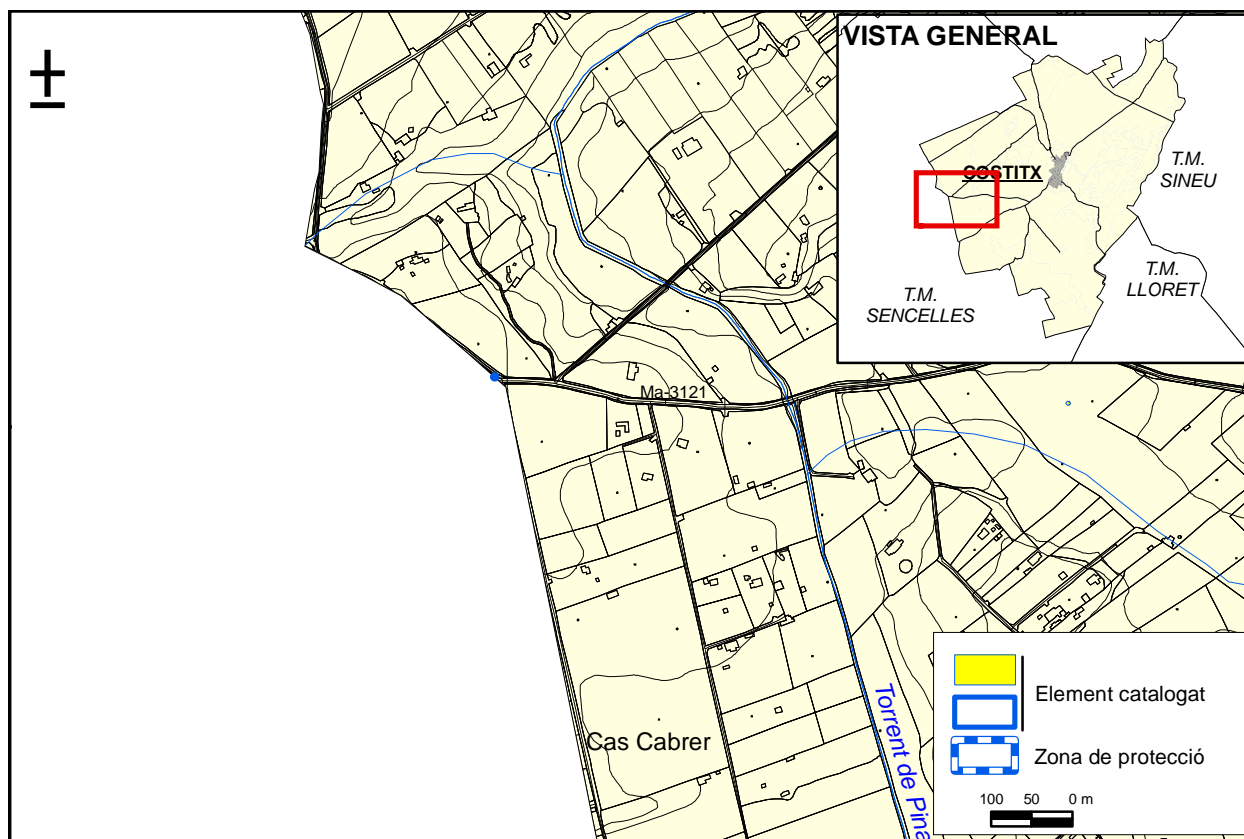 VISTA GENERAL
COSTITX
T.M.
SINEU
T.M.
LLORET
T.M.
SENCELLES
Ma-3121
Cas Cabrer
Torrent de Pina
Element catalogat
Zona de protecció
100 50 0 m